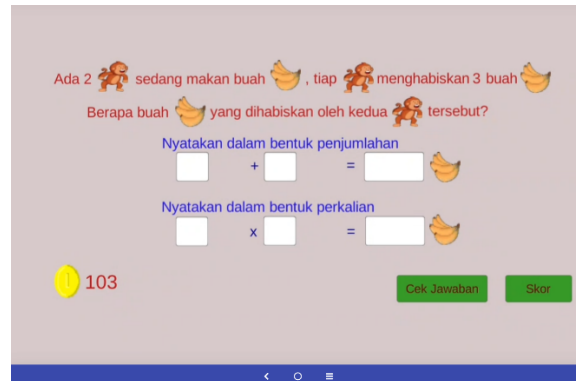 Ada 2 sedang makan buah , tiap menghabiskan 3 buah
Berapa buah yang dihabiskan oleh kedua tersebut?
Nyatakan dalam bentuk penjumlahan
+ =
Nyatakan dalam bentuk perkalian
x =
103
Cek Jawaban Skor